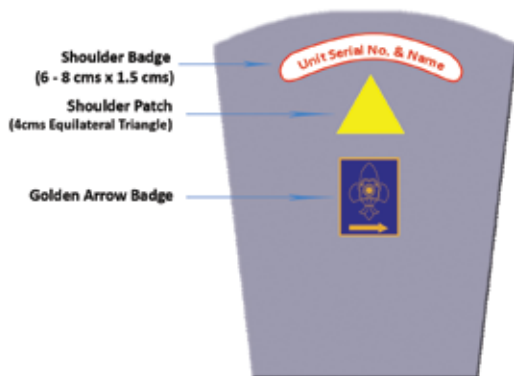 Shoulder Badge
(6 - 8 cms x 1.5 cms)
Unit Serial No. & Name
Shoulder Patch
(4cms Equilateral Triangle)
Golden Arrow Badge